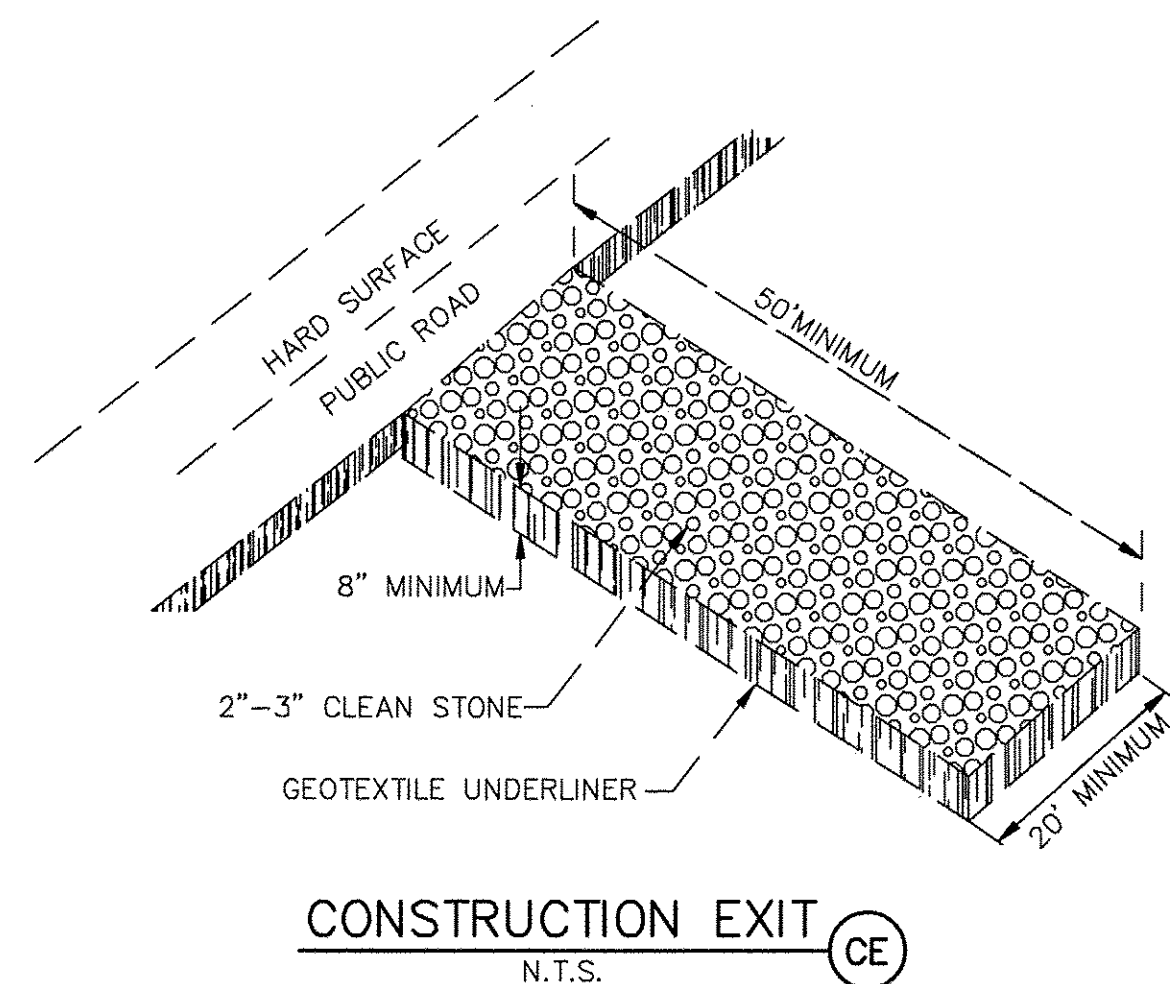 HARD SURFACE
PUBLIC ROAD
50'MINIMUM
8" MINIMUM
2"-3" CLEAN STONE
GEOTEXTILE UNDERLINER
20' MINIMUM
CONSTRUCTION EXIT
CE
N.T.S.